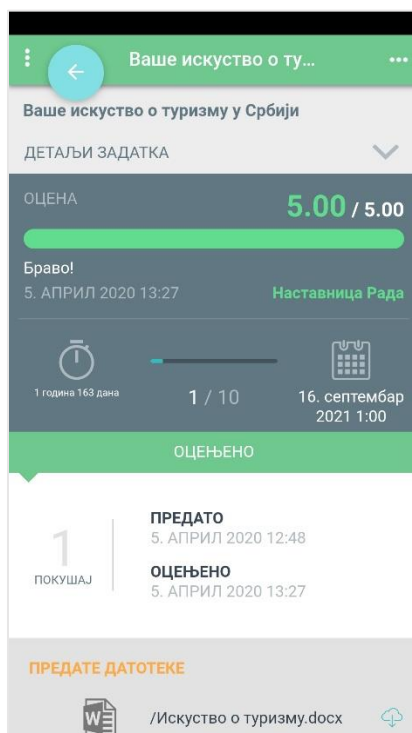 Ваше искуство о ту...
Ваше искуство о туризму у Србији
ДЕТАЉИ ЗАДАТКА
ОЦЕНА
5.00 / 5.00
Браво!
5. АПРИЛ 2020 13:27
Наставница Рада
1 година 163 дана
1 / 10
16. септембар
2021 1:00
ОЦЕЊЕНО
1
ПОКУШАЈ
ПРЕДАТО
5. АПРИЛ 2020 12:48
ОЦЕЊЕНО
5. АПРИЛ 2020 13:27
ПРЕДАТЕ ДАТОТЕКЕ
W
/Искуство о туризму.docx